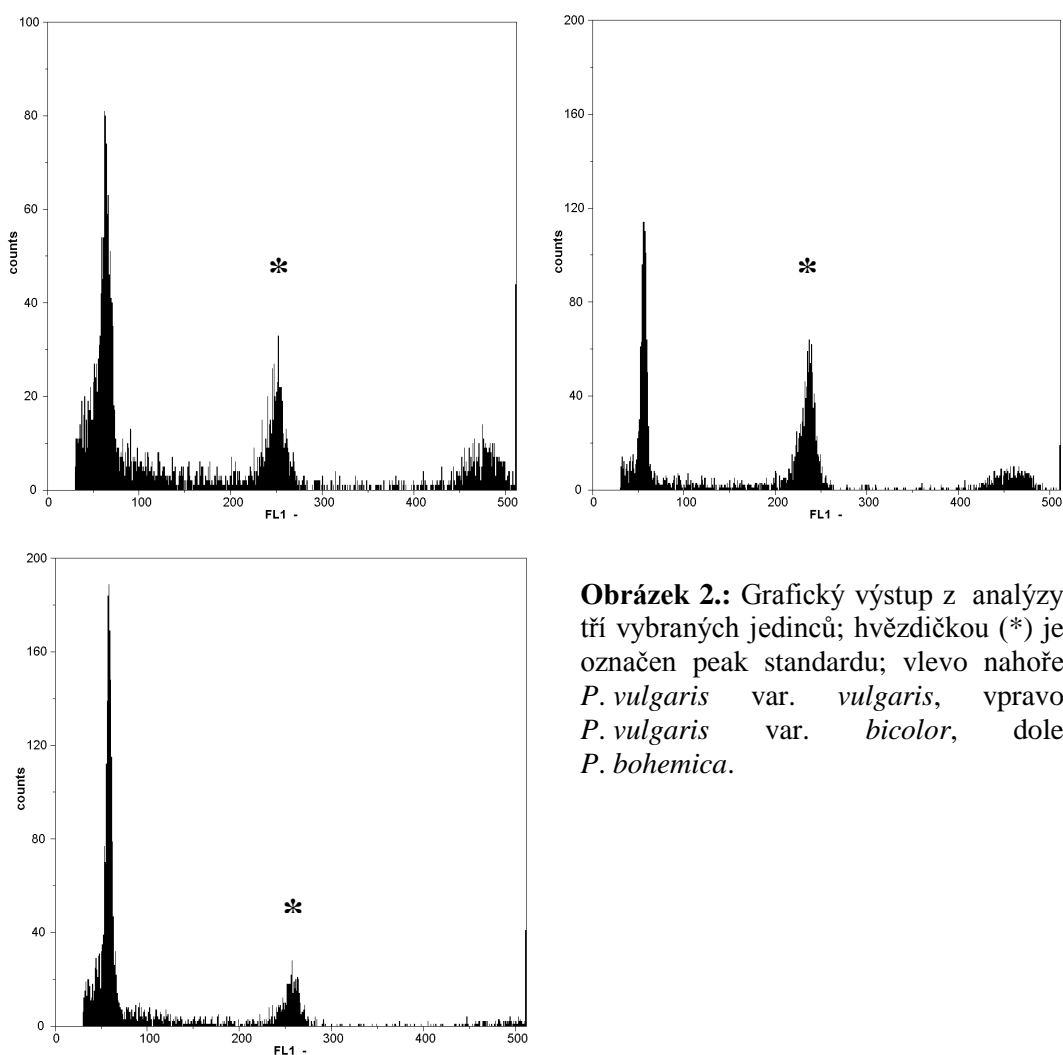 100
80
60
40
20
0
counts
*
0 100 200 300 400 500
FL1 -
200
160
120
80
40
0
counts
*
0 100 200 300 400 500
FL1 -
200
160
120
80
40
0
counts
*
0 100 200 300 400 500
FL1 -
Obrázek 2.: Grafický výstup z analýzy
tří vybraných jedinců; hvězdičkou (*) je
označen peak standardu; vlevo nahoře
P. vulgaris var. vulgaris, vpravo
P. vulgaris var. bicolor, dole
P. bohemica.